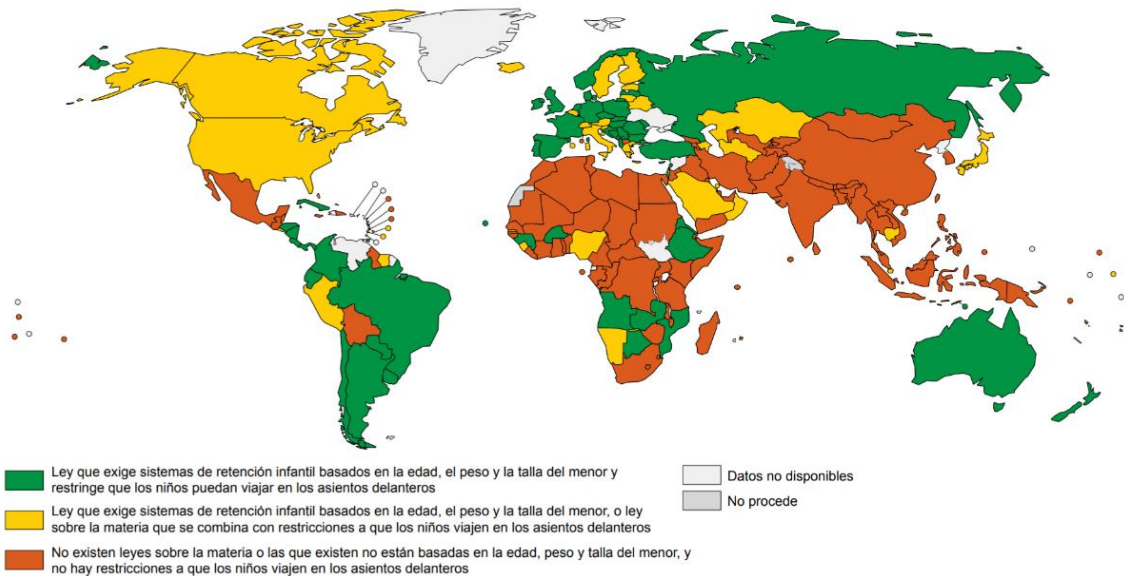 Ley que exige sistemas de retención infantil basados en la edad, el peso y la talla del menor y
restringe que los niños puedan viajar en los asientos delanteros
Ley que exige sistemas de retención infantil basados en la edad, el peso y la talla del menor, o ley
sobre la materia que se combina con restricciones a que los niños viajen en los asientos delanteros
No existen leyes sobre la materia o las que existen no están basadas en la edad, peso y talla del menor, y
no hay restricciones a que los niños viajen en los asientos delanteros
Datos no disponibles
No procede